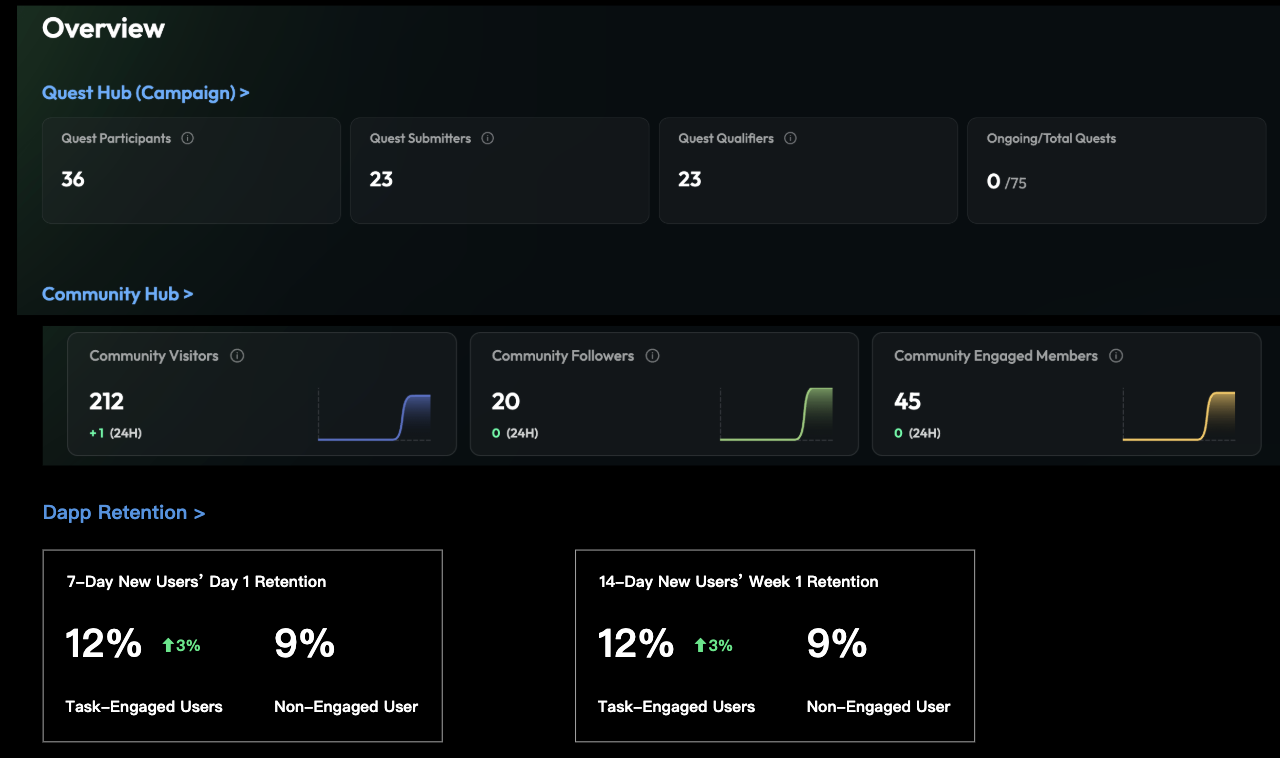 Overview
Quest Hub (Campaign) >
Quest Participants
36
Quest Submitters
23
Quest Qualifiers
23
Ongoing/Total Quests
0 /75
Community Hub >
Community Visitors
212
+1 (24H)
Community Followers
20
0 (24H)
Community Engaged Members
45
0 (24H)
Dapp Retention >
7-Day New Users’ Day 1 Retention
12% ⬆3% 9%
Task-Engaged Users Non-Engaged User
14-Day New Users’ Week 1 Retention
12% ⬆3% 9%
Task-Engaged Users Non-Engaged User